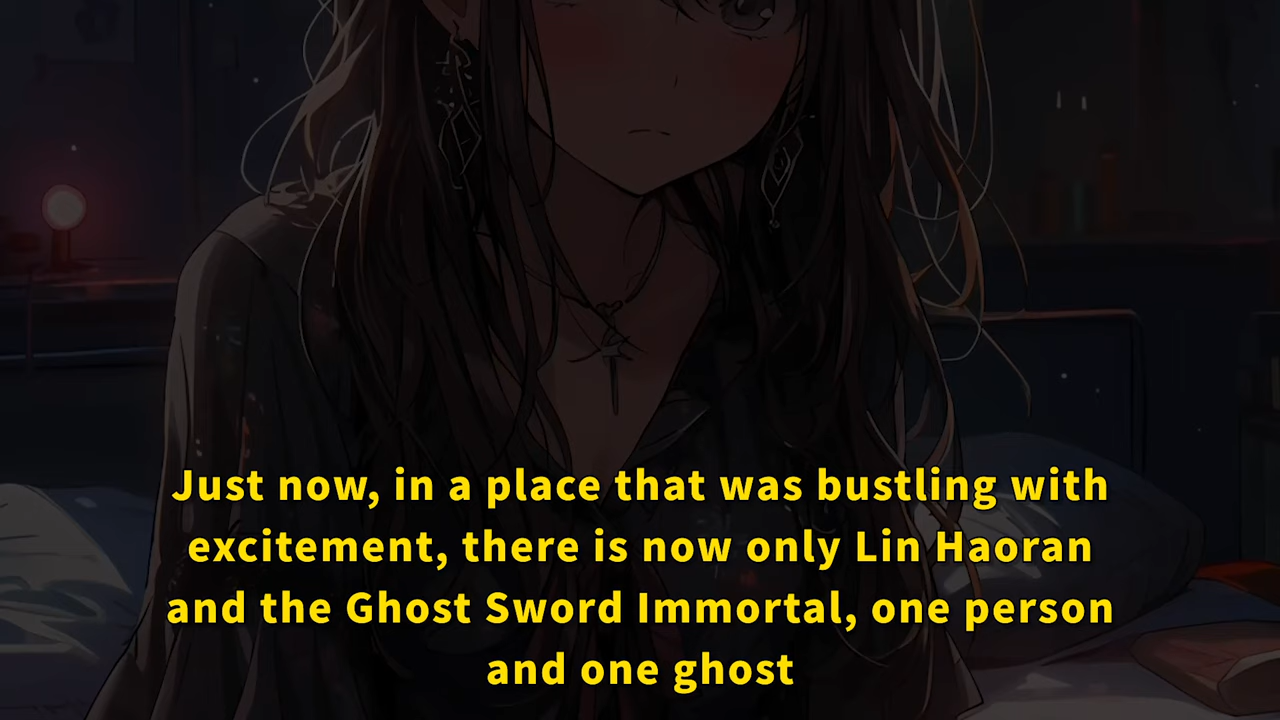 Just now, in a place that was bustling with
excitement, there is now only Lin Haoran
and the Ghost Sword Immortal, one person
and one ghost